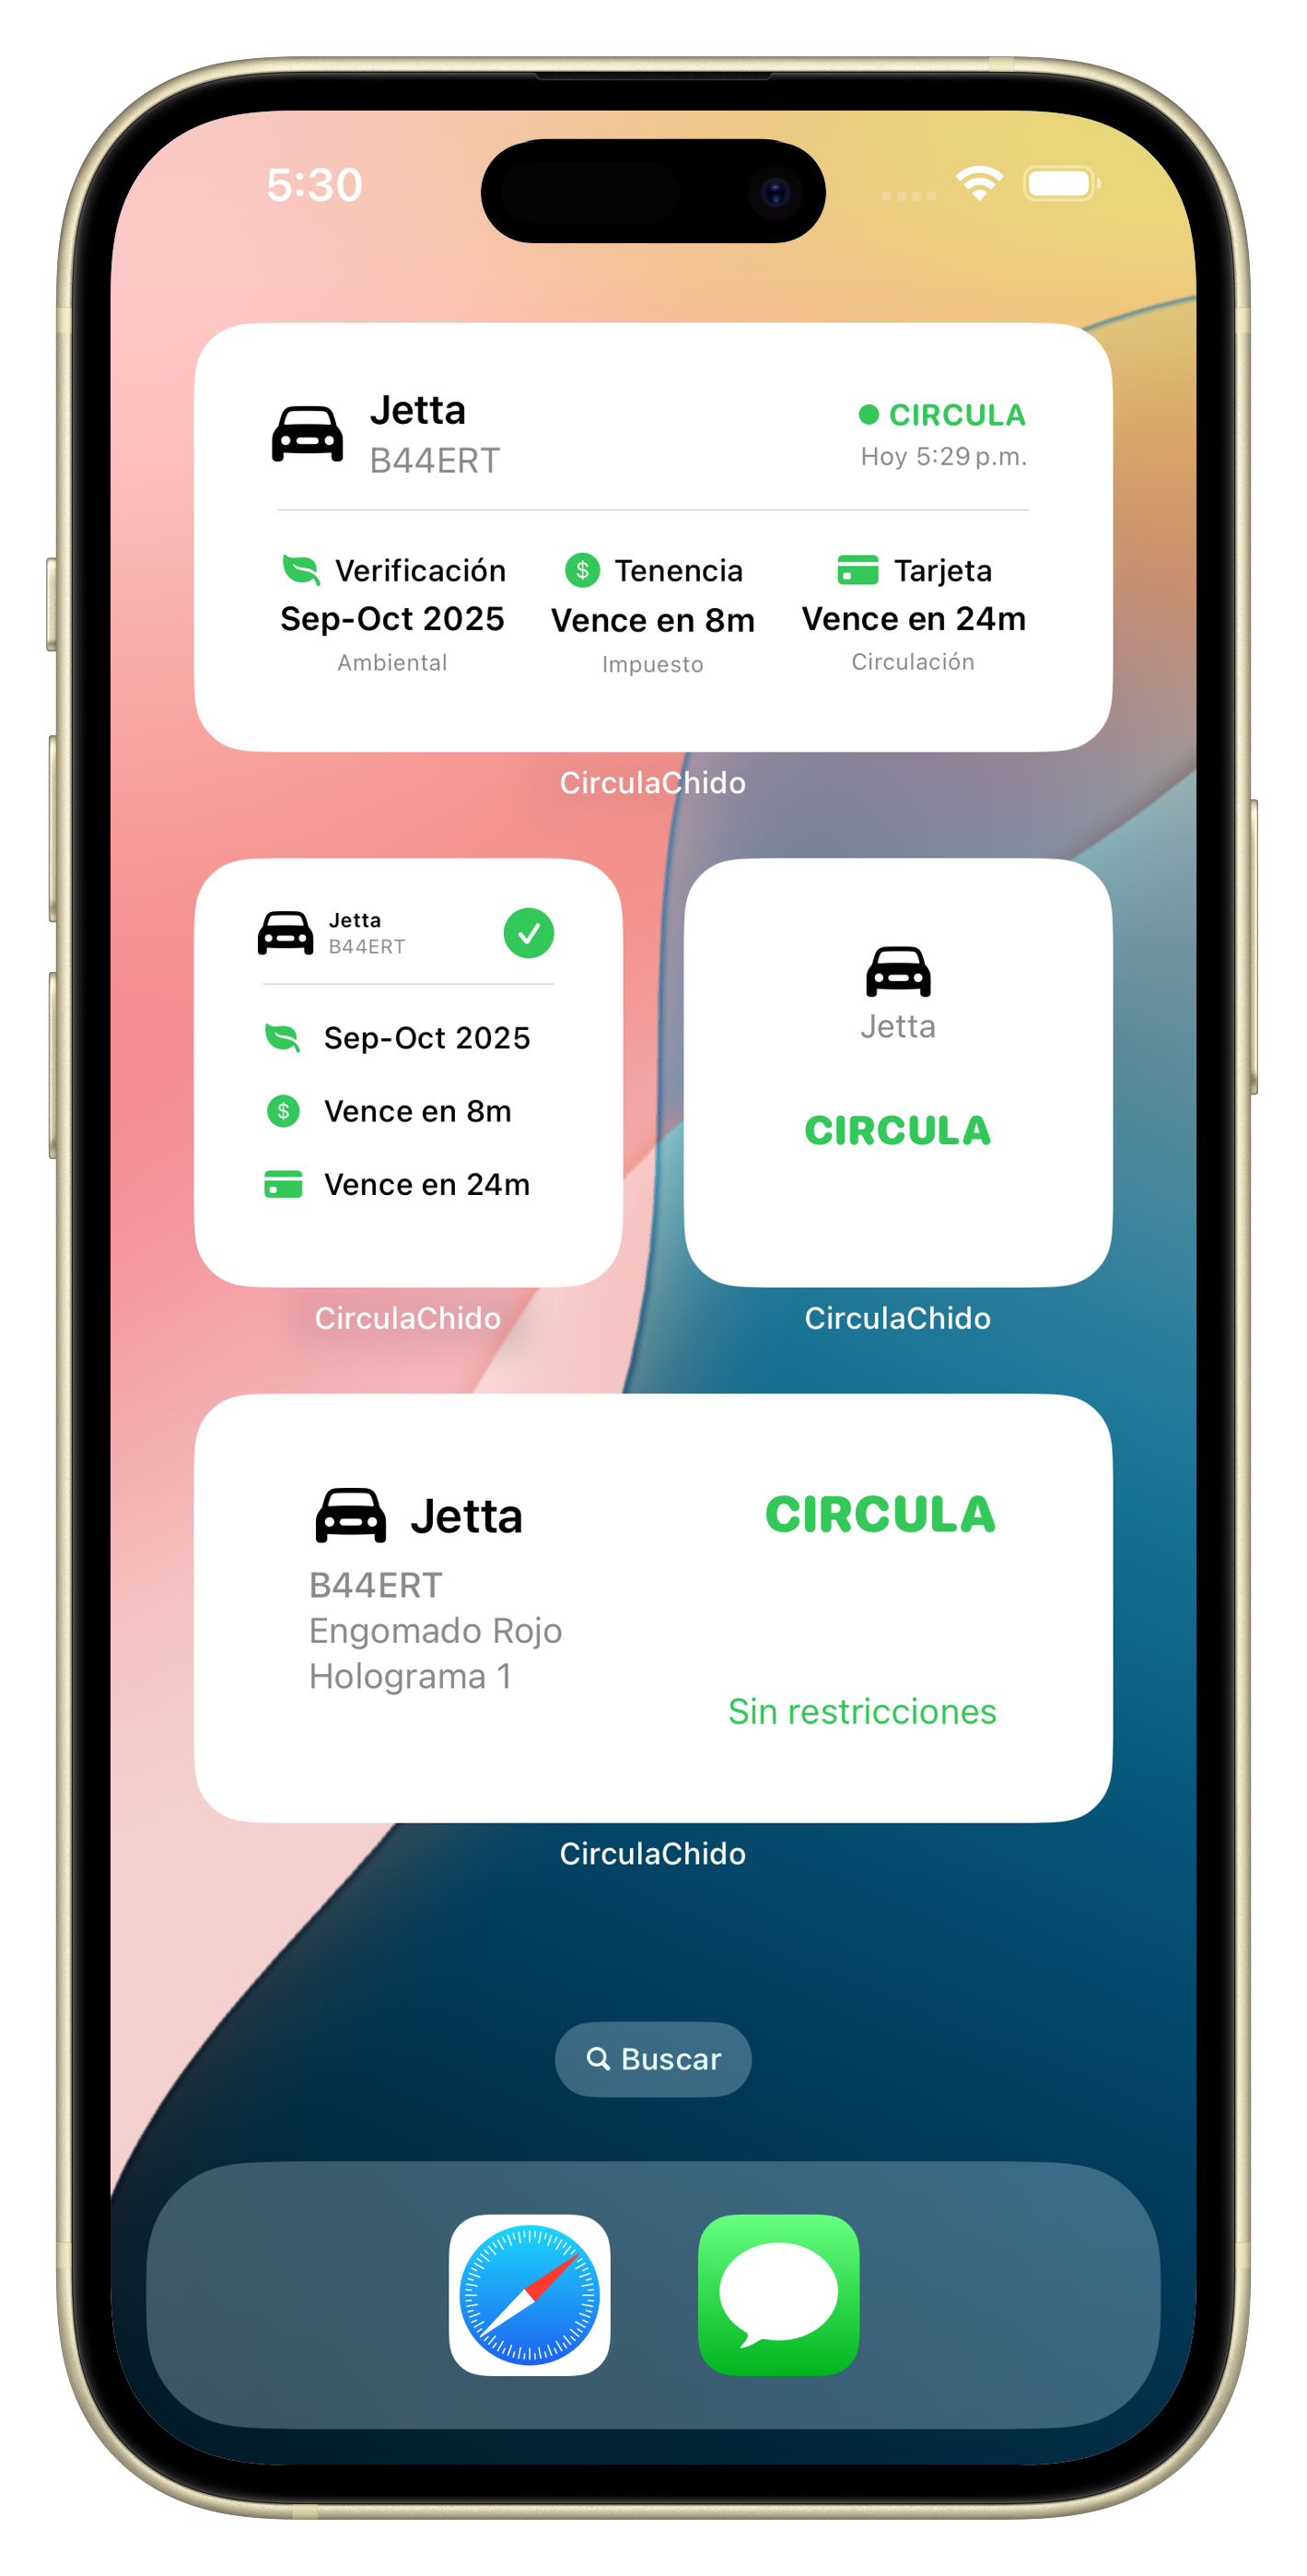 5:30
Jetta
B44ERT
CIRCULA
Hoy 5:29 p.m.
Verificación
Sep-Oct 2025
Ambiental
$ Tenencia
Vence en 8m
Impuesto
Tarjeta
Vence en 24m
Circulación
CirculaChido
Jetta
B44ERT
Sep-Oct 2025
$ Vence en 8m
Vence en 24m
CirculaChido
Jetta
CIRCULA
CirculaChido
Jetta
B44ERT
Engomado Rojo
Holograma 1
CIRCULA
Sin restricciones
CirculaChido
Buscar